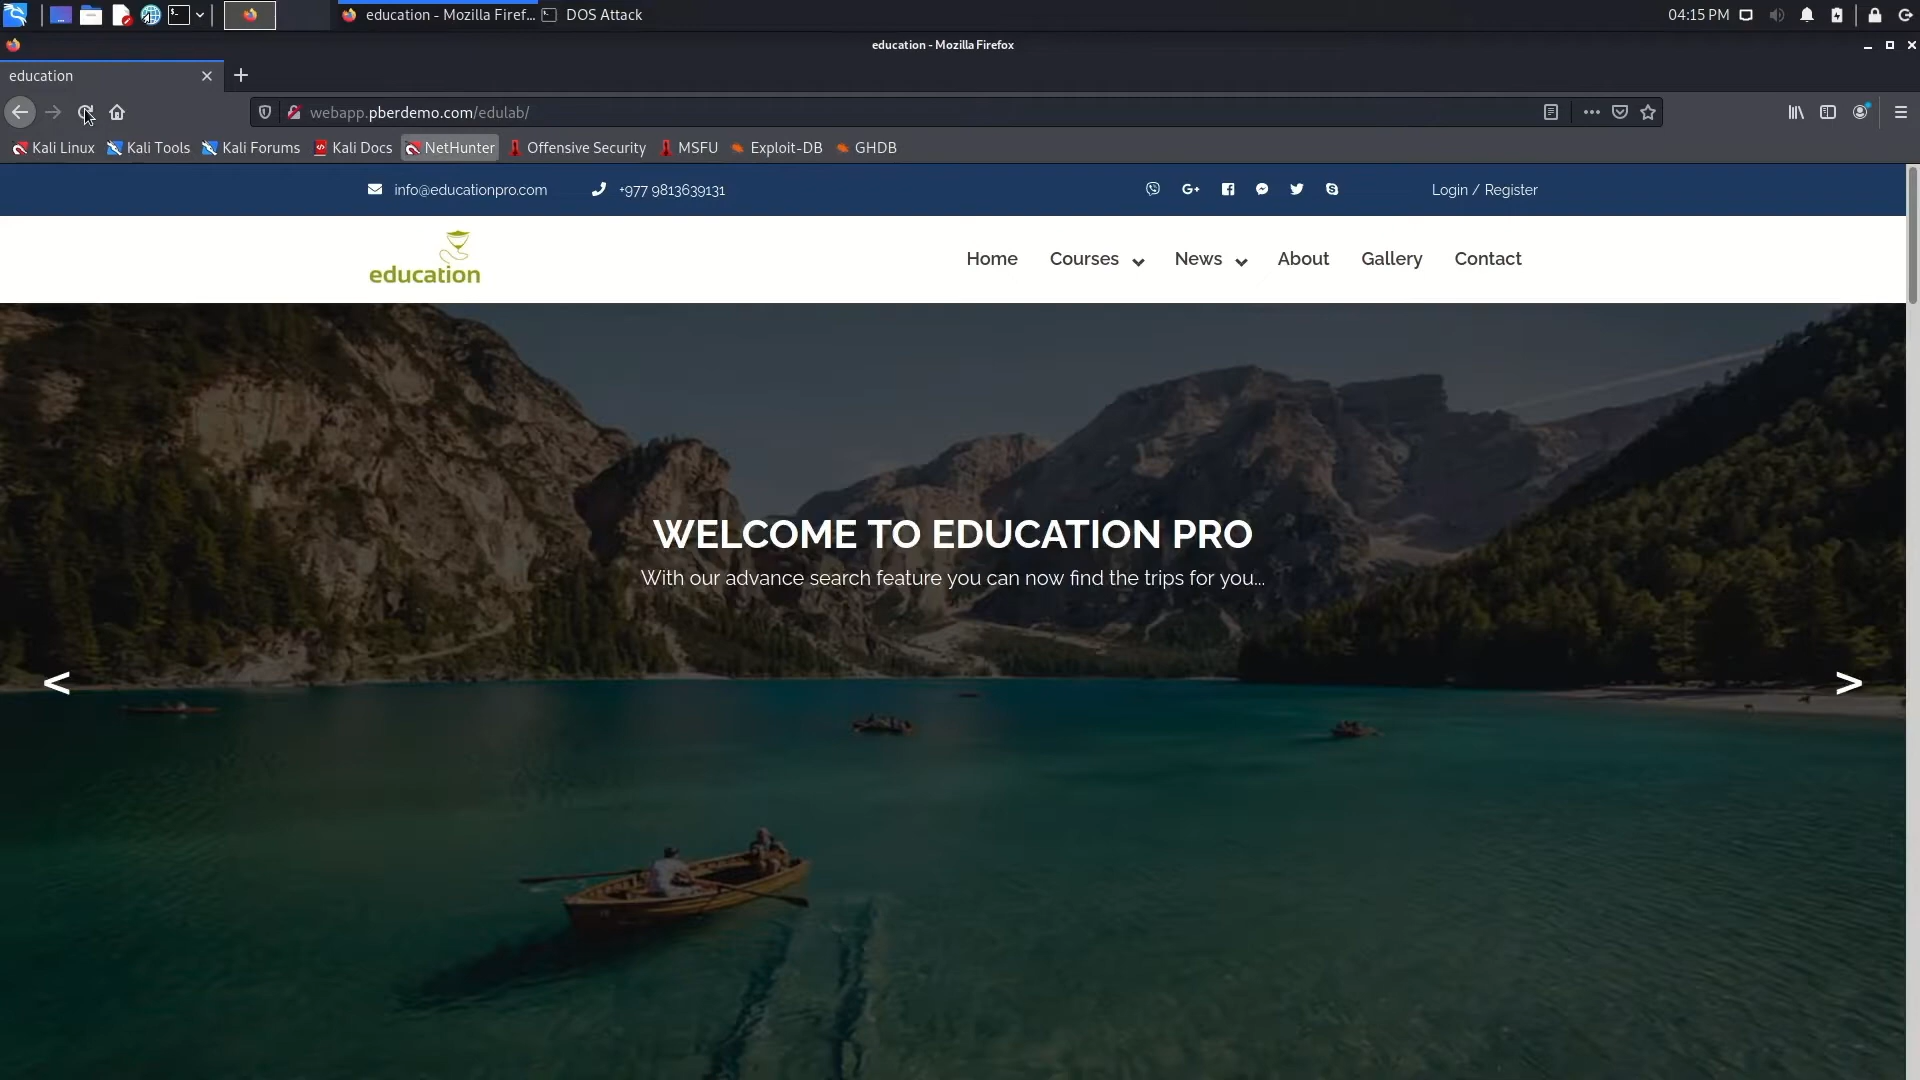 education - Mozilla Firef...
DOS Attack
04:15 PM
education - Mozilla Firefox
education
webapp.pberdemo.com/edulab/
Kali Linux
Kali Tools
Kali Forums
Kali Docs
NetHunter
Offensive Security
MSFU
Exploit-DB
GHDB
info@educationpro.com
+977 9813639131
Login / Register
education
Home
Courses
News
About
Gallery
Contact
WELCOME TO EDUCATION PRO
With our advance search feature you can now find the trips for you...
<
>